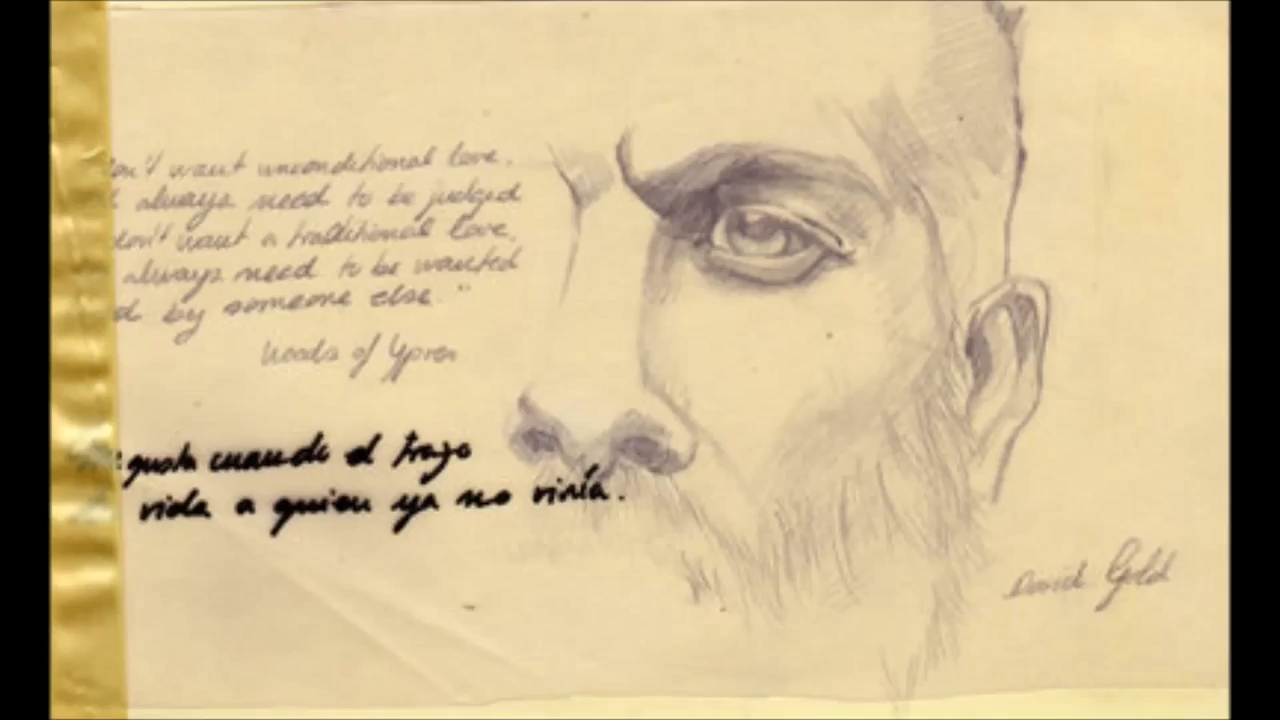 don't want unconditional love,
I always need to be judged
don't want a traditional love,
always need to be wanted
by someone else."
Woods of Ypres
gusta cuando el trazo
vida a quien ya no vivía.
David Gold